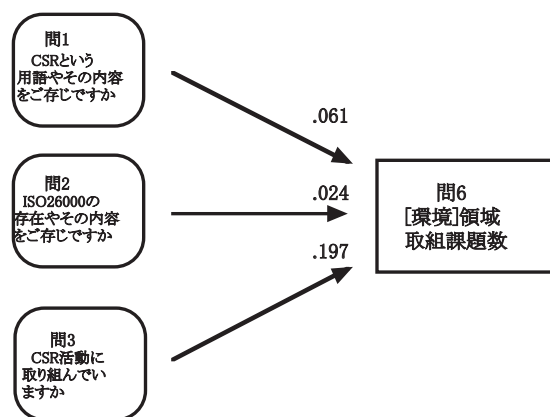 問1
CSRという
用語やその内容
をご存じですか
.061
問2
ISO26000の
存在やその内容
をご存じですか
.024
問6
[環境]領域
取組課題数
.197
問3
CSR活動に
取り組んでい
ますか